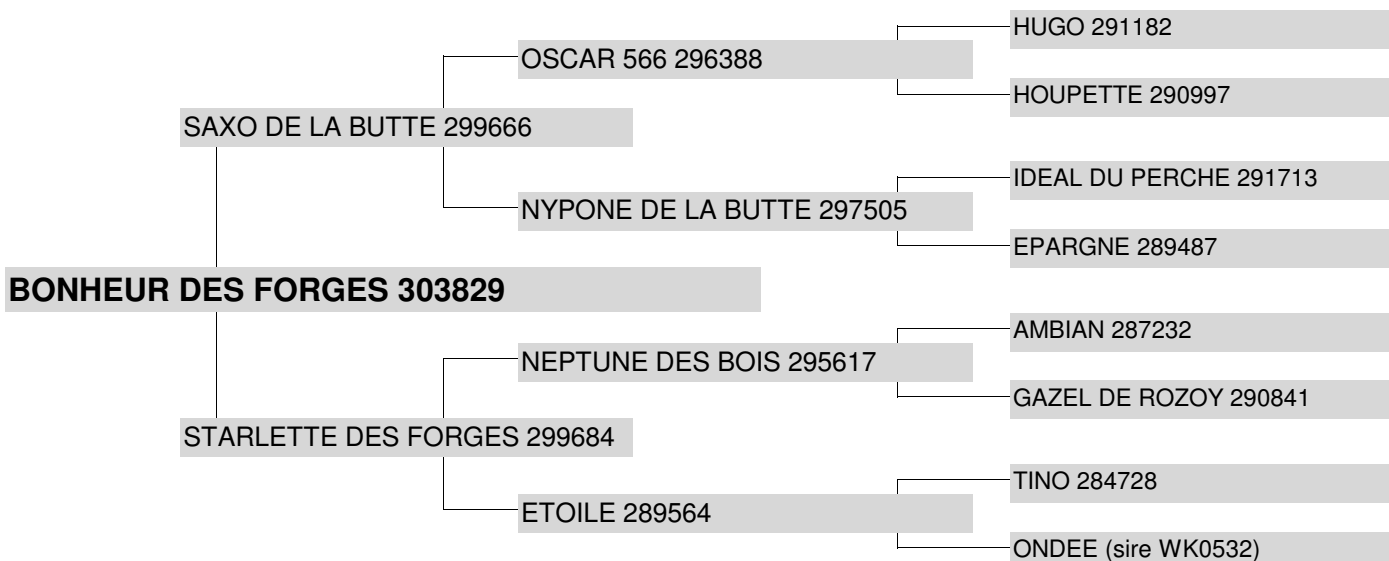 HUGO 291182
OSCAR 566 296388
HOUPETTE 290997
SAXO DE LA BUTTE 299666
IDEAL DU PERCHE 291713
NYPONE DE LA BUTTE 297505
EPARGNE 289487
BONHEUR DES FORGES 303829
AMBIAN 287232
NEPTUNE DES BOIS 295617
GAZEL DE ROZOY 290841
STARLETTE DES FORGES 299684
TINO 284728
ETOILE 289564
ONDEE (sire WK0532)